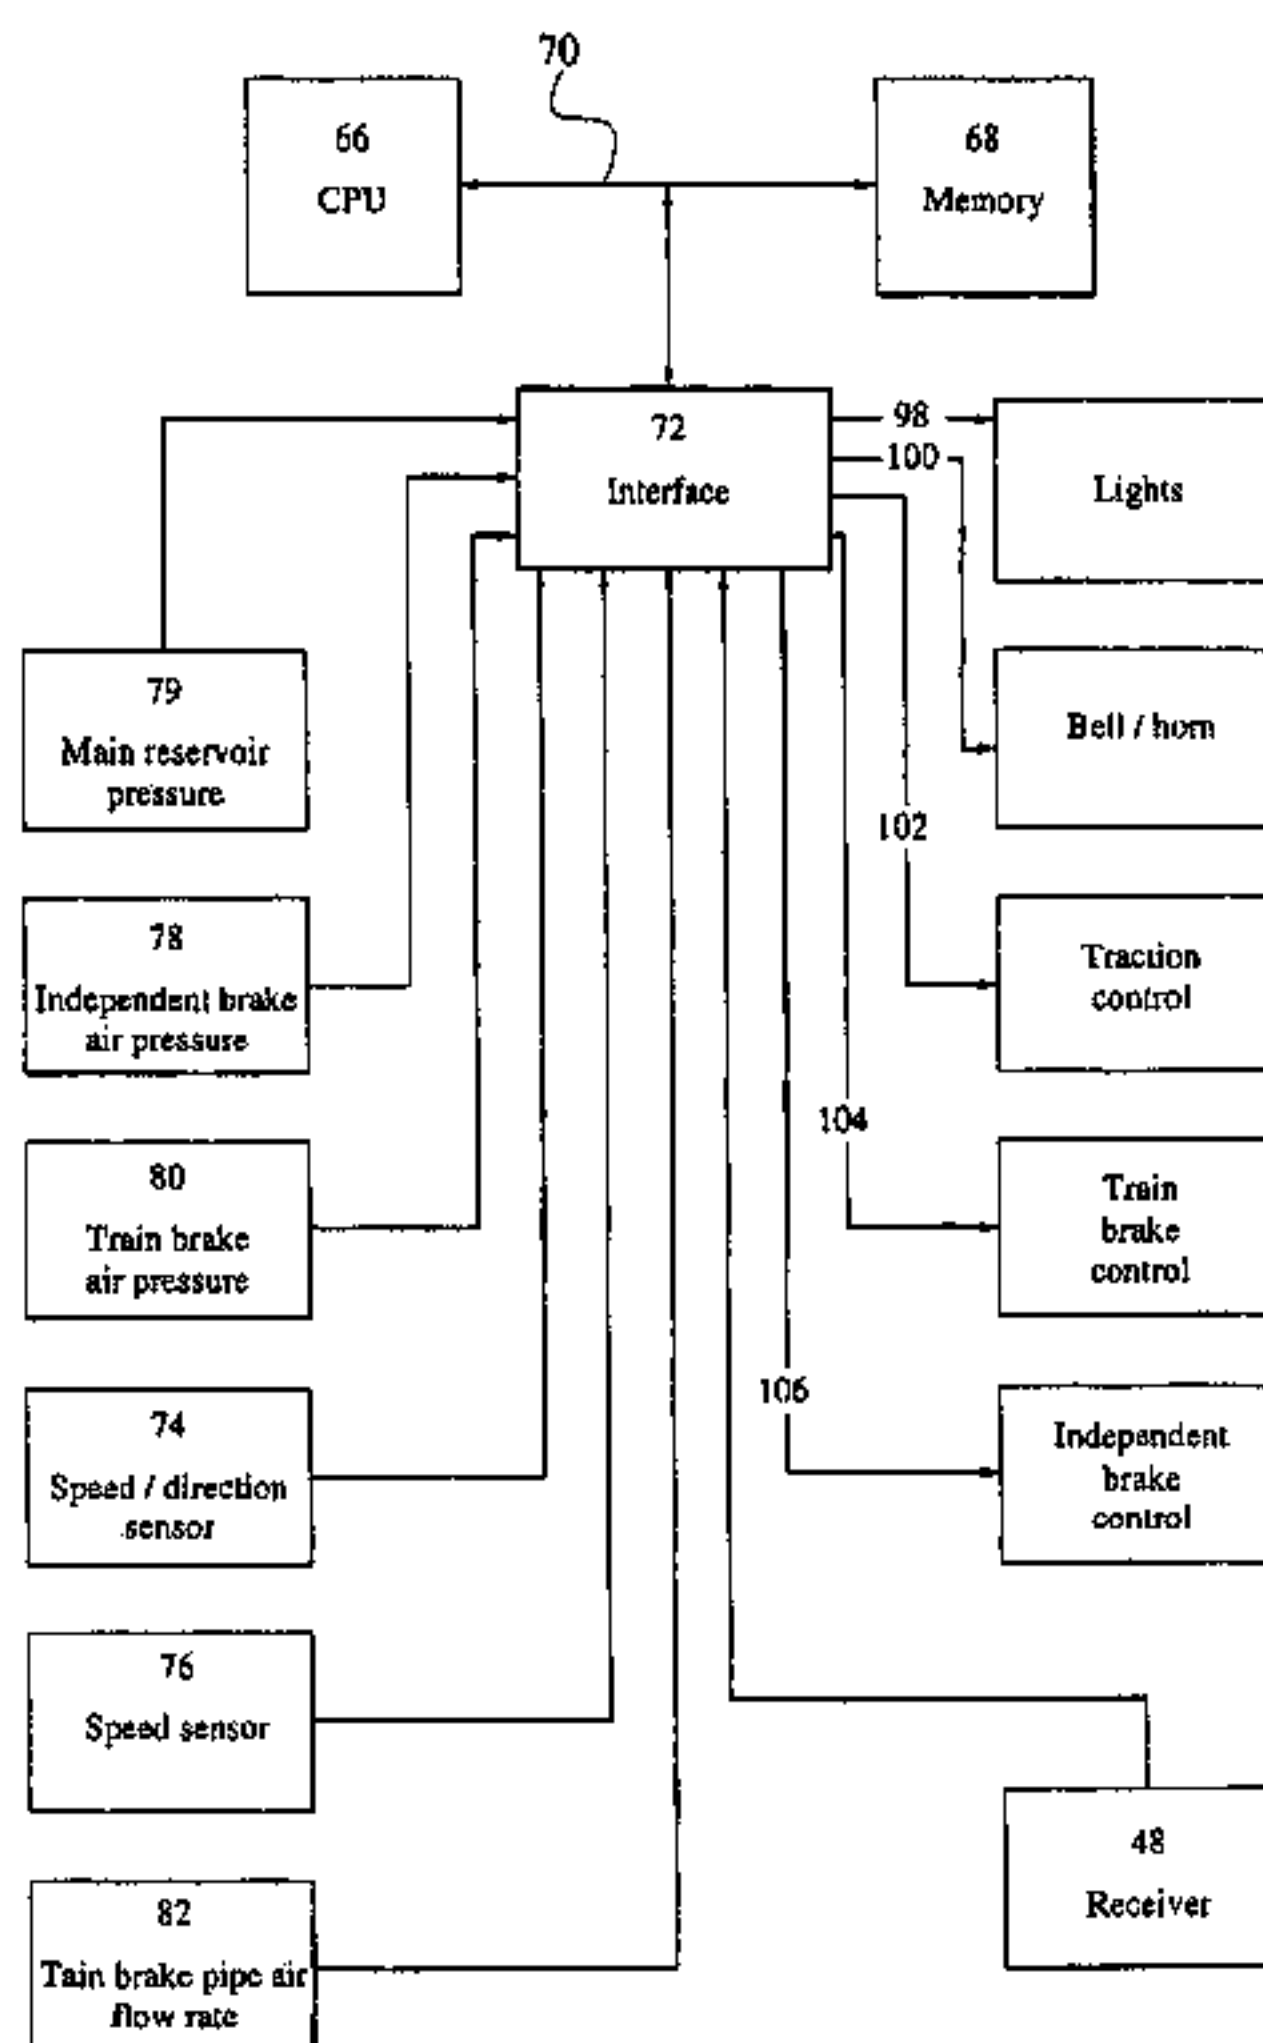 70
66
CPU
68
Memory
72
Interface
98
100
Lights
79
Main reservoir
pressure
Bell / horn
102
78
Independent brake
air pressure
Traction
control
104
80
Train brake
air pressure
Train
brake
control
106
74
Speed / direction
sensor
Independent
brake
control
76
Speed sensor
48
Receiver
82
Tain brake pipe air
flow rate